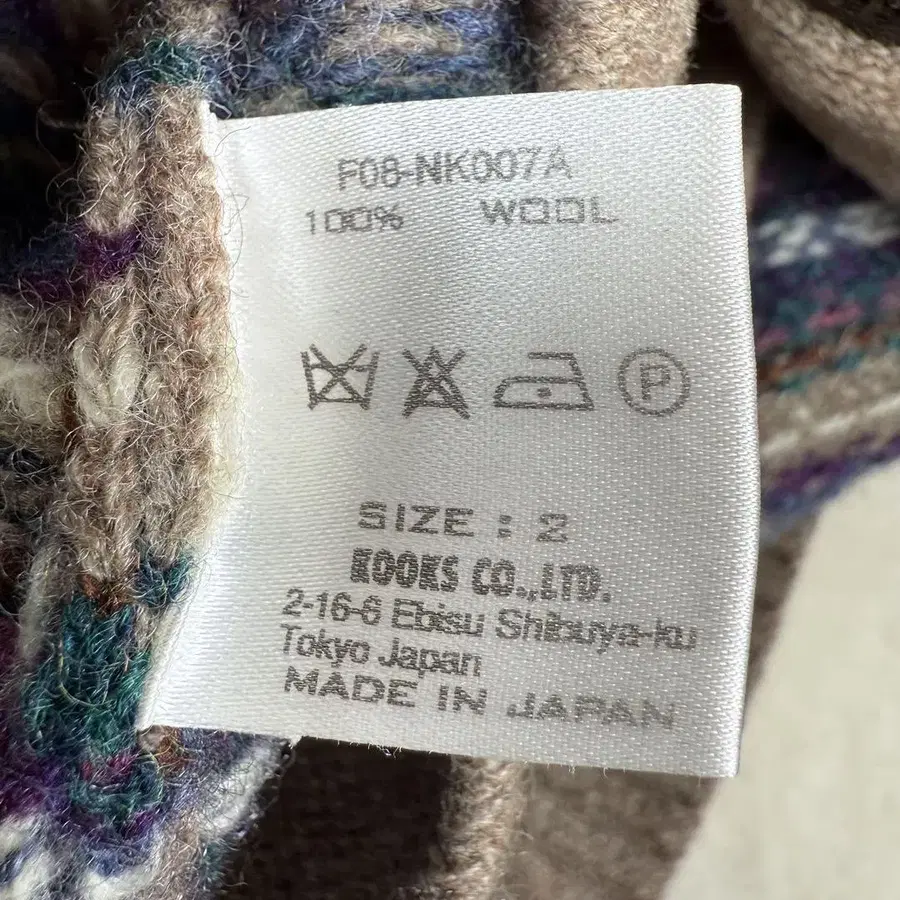 F08-NK007A
100% WOOL
P
SIZE : 2
KOOKS CO.,LTD.
2-16-6 Ebisu Shibuya-ku
Tokyo Japan
MADE IN JAPAN